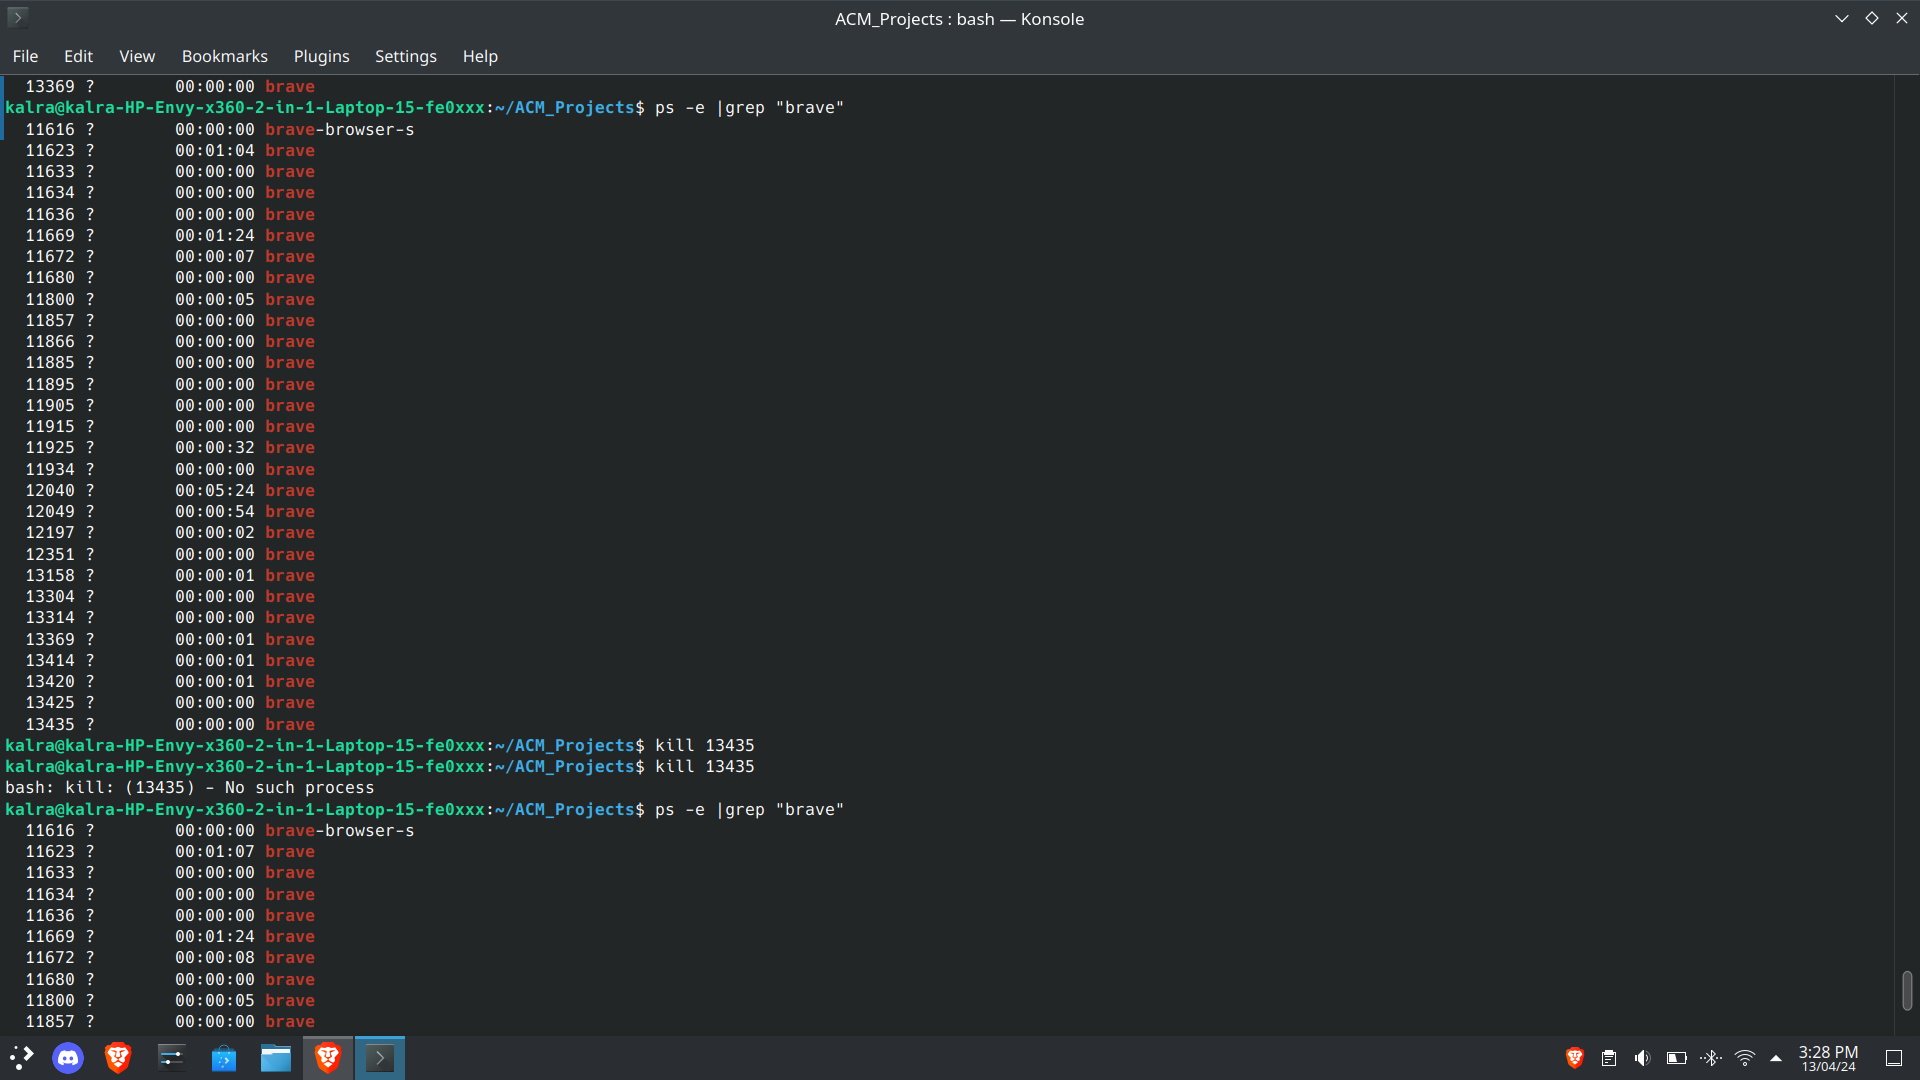 ACM_Projects : bash — Konsole
File Edit View Bookmarks Plugins Settings Help
13369 ? 00:00:00 brave
kalra@kalra-HP-Envy-x360-2-in-1-Laptop-15-fe0xxx:~/ACM_Projects$ ps -e |grep "brave"
11616 ? 00:00:00 brave-browser-s
11623 ? 00:01:04 brave
11633 ? 00:00:00 brave
11634 ? 00:00:00 brave
11636 ? 00:00:00 brave
11669 ? 00:01:24 brave
11672 ? 00:00:07 brave
11680 ? 00:00:00 brave
11800 ? 00:00:05 brave
11857 ? 00:00:00 brave
11866 ? 00:00:00 brave
11885 ? 00:00:00 brave
11895 ? 00:00:00 brave
11905 ? 00:00:00 brave
11915 ? 00:00:00 brave
11925 ? 00:00:32 brave
11934 ? 00:00:00 brave
12040 ? 00:05:24 brave
12049 ? 00:00:54 brave
12197 ? 00:00:02 brave
12351 ? 00:00:00 brave
13158 ? 00:00:01 brave
13304 ? 00:00:00 brave
13314 ? 00:00:00 brave
13369 ? 00:00:01 brave
13414 ? 00:00:01 brave
13420 ? 00:00:01 brave
13425 ? 00:00:00 brave
13435 ? 00:00:00 brave
kalra@kalra-HP-Envy-x360-2-in-1-Laptop-15-fe0xxx:~/ACM_Projects$ kill 13435
kalra@kalra-HP-Envy-x360-2-in-1-Laptop-15-fe0xxx:~/ACM_Projects$ kill 13435
bash: kill: (13435) - No such process
kalra@kalra-HP-Envy-x360-2-in-1-Laptop-15-fe0xxx:~/ACM_Projects$ ps -e |grep "brave"
11616 ? 00:00:00 brave-browser-s
11623 ? 00:01:07 brave
11633 ? 00:00:00 brave
11634 ? 00:00:00 brave
11636 ? 00:00:00 brave
11669 ? 00:01:24 brave
11672 ? 00:00:08 brave
11680 ? 00:00:00 brave
11800 ? 00:00:05 brave
11857 ? 00:00:00 brave
3:28 PM
13/04/24